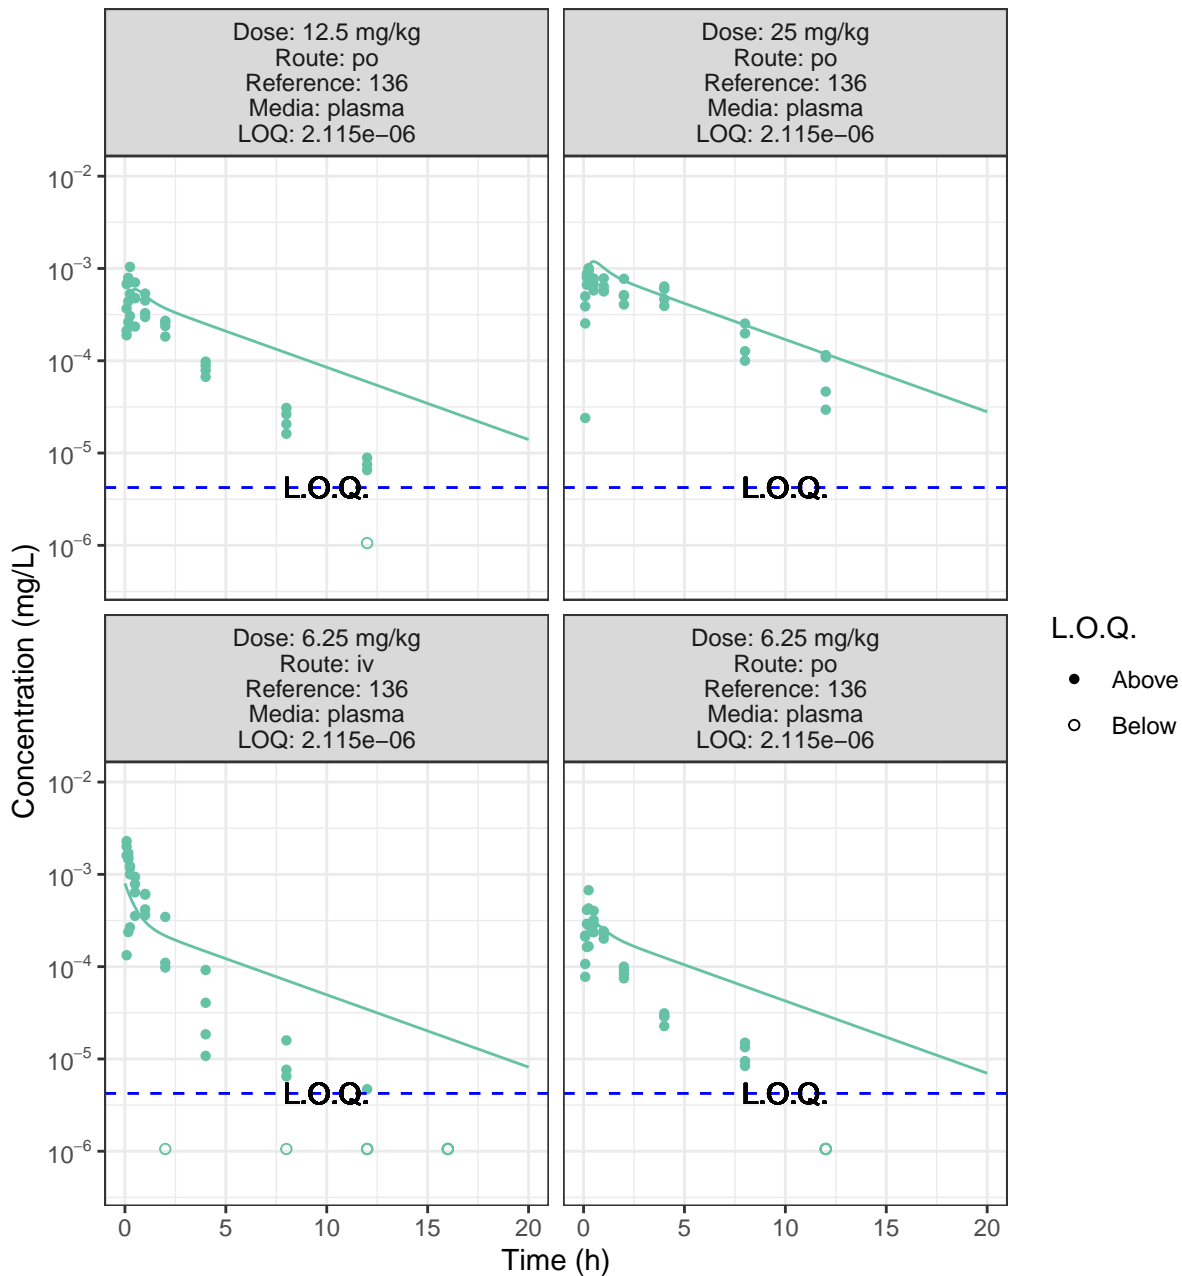 Dose: 12.5 mg/kg
Route: po
Reference: 136
Media: plasma
LOQ: 2.115e−06
Dose: 25 mg/kg
Route: po
Reference: 136
Media: plasma
LOQ: 2.115e−06
10−2
10−3
10−4
10−5
10−6
L.O.Q.
L.O.Q.
Dose: 6.25 mg/kg
Route: iv
Reference: 136
Media: plasma
LOQ: 2.115e−06
Dose: 6.25 mg/kg
Route: po
Reference: 136
Media: plasma
LOQ: 2.115e−06
10−2
10−3
10−4
10−5
10−6
L.O.Q.
L.O.Q.
0 5 10 15 20
0 5 10 15 20
Time (h)
Concentration (mg/L)
L.O.Q.
Above
Below